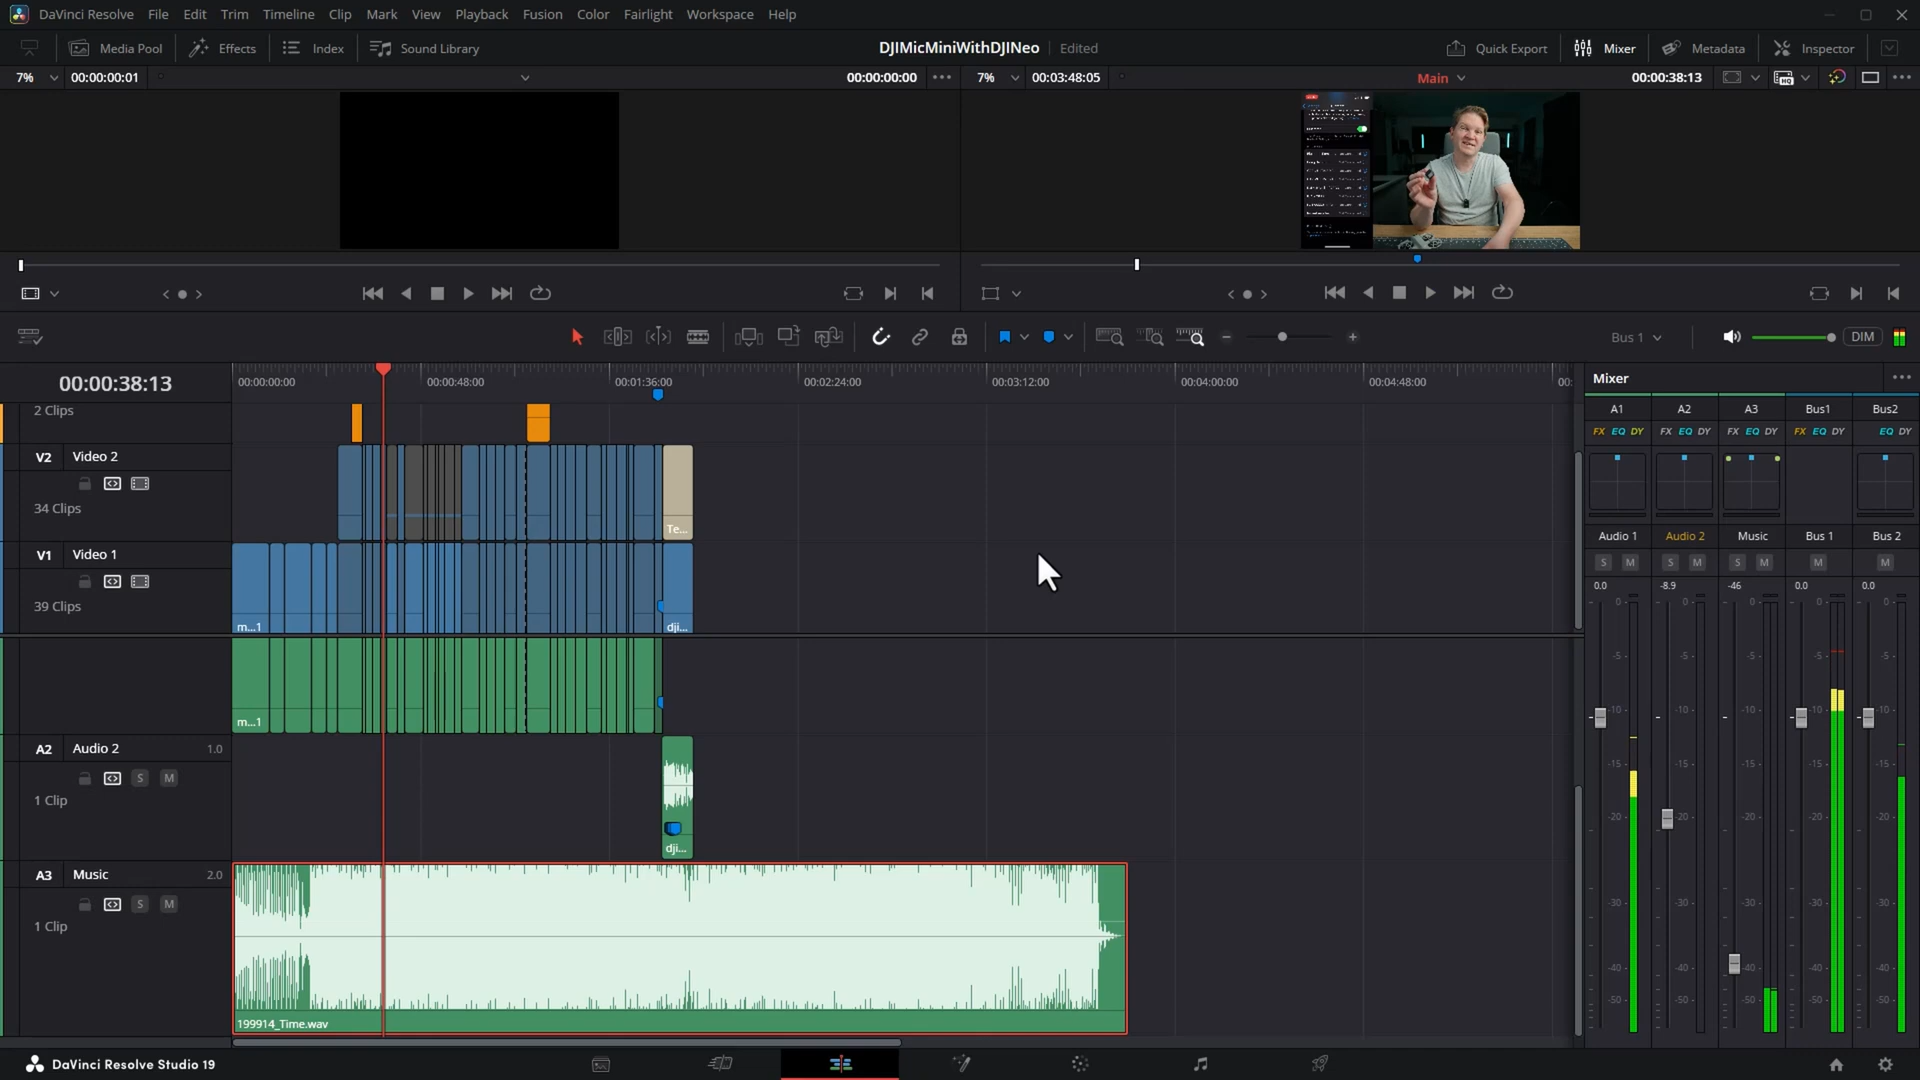 DaVinci Resolve File Edit Trim Timeline Clip Mark View Playback Fusion Color Fairlight Workspace Help
Media Pool Effects Index Sound Library DJIMicMiniWithDJINeo Edited Quick Export Mixer Metadata Inspector
7% 00:00:00:01 00:00:00:00 7% 00:03:48:05 Main 00:00:38:13
Bus 1 DIM
00:00:38:13 00:00:00:00 00:00:48:00 00:01:36:00 00:02:24:00 00:03:12:00 00:04:00:00 00:04:48:00 00:
Mixer
2 Clips
A1 A2 A3 Bus1 Bus2
FX EQ DY FX EQ DY FX EQ DY FX EQ DY EQ DY
V2 Video 2
34 Clips
Te...
Audio 1 Audio 2 Music Bus 1 Bus 2
V1 Video 1
S M S M S M M M
0.0 -8.9 -46 0.0 0.0
39 Clips
m...1 dji...
0 0 0 0 0
-5 -5 -5 -5 -5
-10 -10 -10 -10 -10
m...1
A2 Audio 2 1.0
S M
-15 -15 -15 -15 -15
1 Clip
-20 -20 -20 -20 -20
dji...
A3 Music 2.0
S M
-30 -30 -30 -30 -30
1 Clip
-40 -40 -40 -40 -40
-50 -50 -50 -50 -50
199914_Time.wav
DaVinci Resolve Studio 19